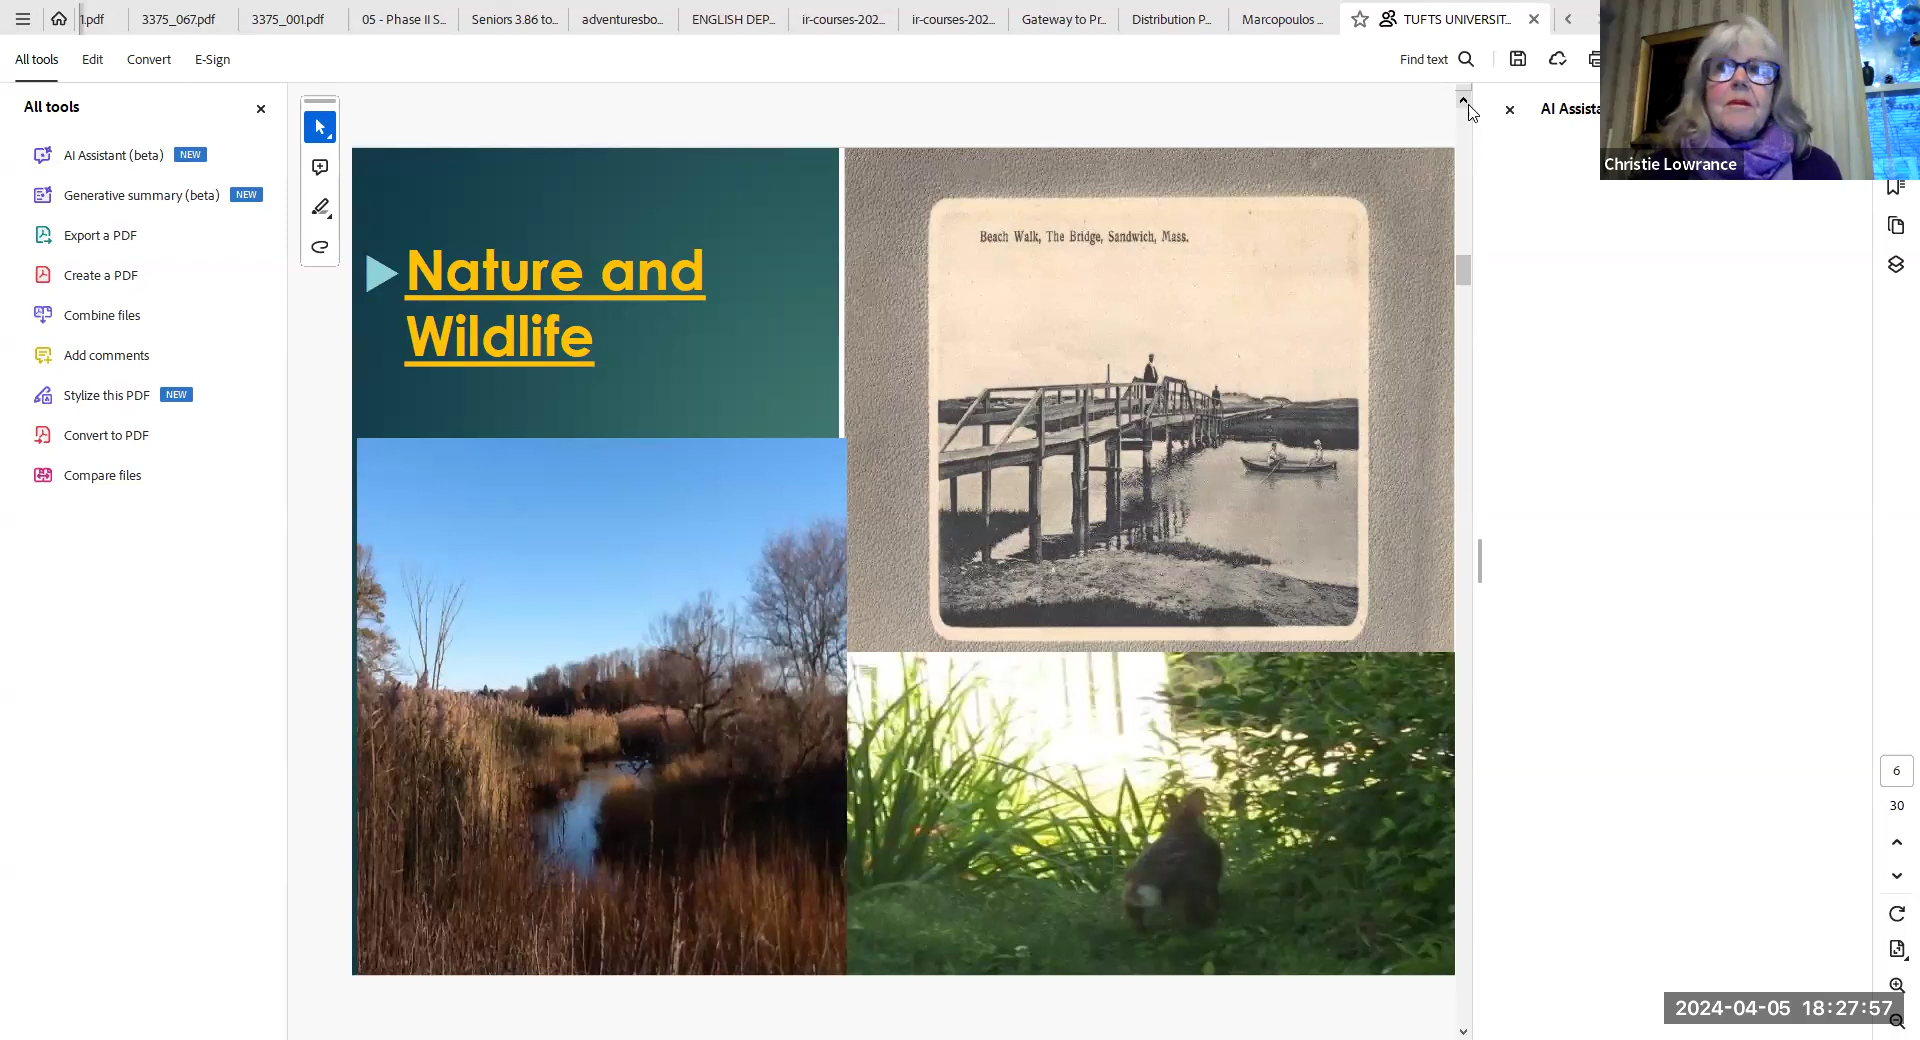 1.pdf
3375_067.pdf
3375_001.pdf
05 - Phase II S...
Seniors 3.86 to...
adventuresbo...
ENGLISH DEP...
ir-courses-202...
ir-courses-202...
Gateway to Pr...
Distribution P...
Marcopoulos ...
TUFTS UNIVERSIT...
All tools
Edit
Convert
E-Sign
Find text
All tools
AI Assistant (beta) NEW
Generative summary (beta) NEW
Export a PDF
Create a PDF
Combine files
Add comments
Stylize this PDF NEW
Convert to PDF
Compare files
Nature and
Wildlife
Beach Walk, The Bridge, Sandwich, Mass.
AI Assista
Christie Lowrance
6
30
2024-04-05 18:27:57